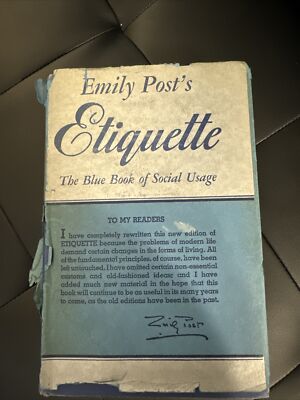 Emily Post's
Etiquette
The Blue Book of Social Usage
TO MY READERS
I have completely rewritten this new edition of
ETIQUETTE because the problems of modern life
demand certain changes in the forms of living. All
of the fundamental principles, of course, have been
left untouched. I have omitted certain non-essential
customs and old-fashioned ideas; and I have
added much new material in the hope that this
book will continue to be as useful in its many years
to come, as the old editions have been in the past.
Emily Post